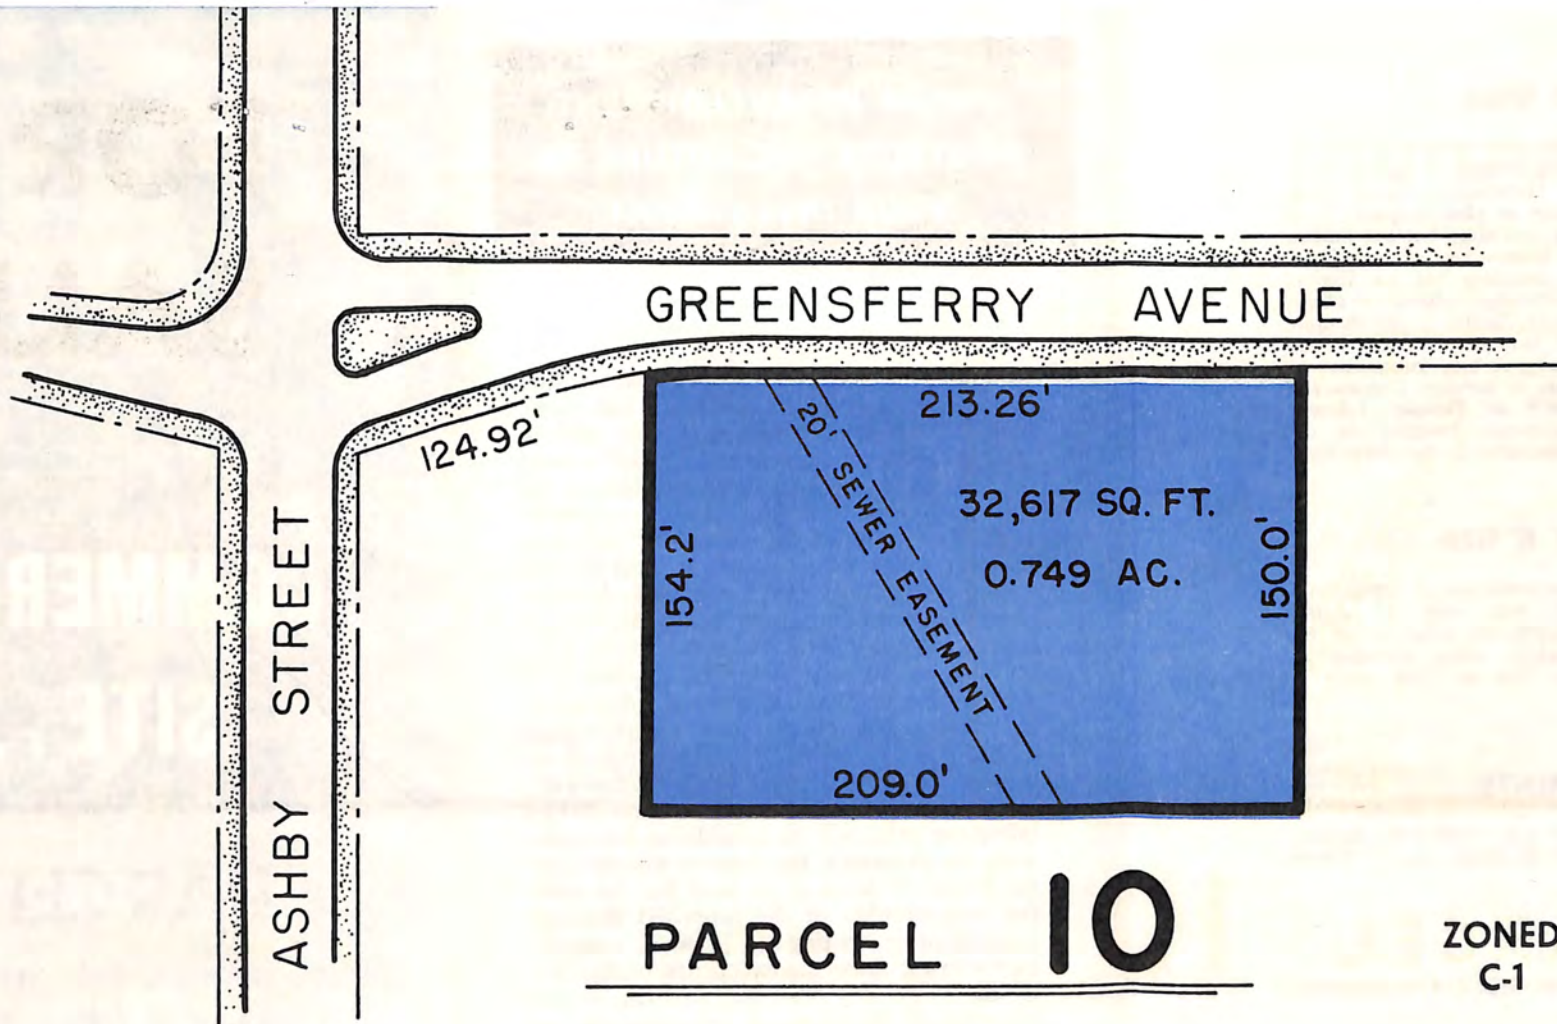 GREENSFERRY AVENUE
124.92'
213.26'
20' SEWER EASEMENT
32,617 SQ. FT.
0.749 AC.
154.2'
150.0'
209.0'
ASHBY STREET
PARCEL 10
ZONED
C-1